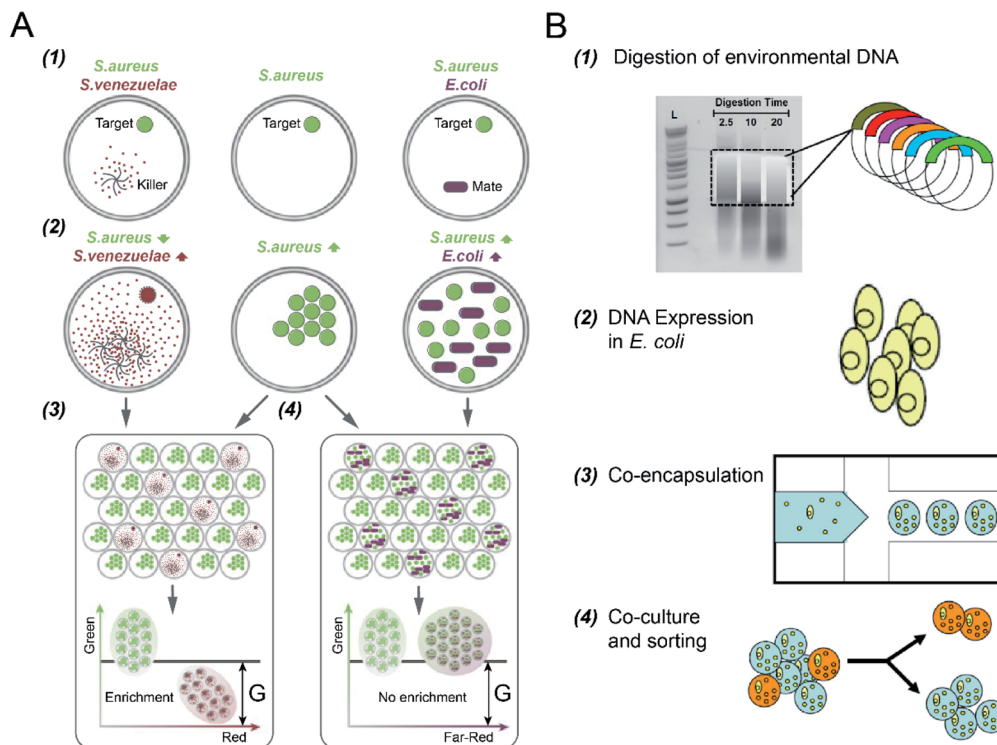 A
(1)
S.aureus
S.venezuelae
S.aureus
S.aureus
E.coli
Target
Killer
Target
Target
Mate
(2)
S.aureus
S.venezuelae
S.aureus
S.aureus
E.coli
(3)
(4)
Green
Enrichment
G
Red
Green
No enrichment
G
Far-Red
B
(1) Digestion of environmental DNA
Digestion Time
L
2.5 10 20
(2) DNA Expression
in E. coli
(3) Co-encapsulation
(4) Co-culture
and sorting